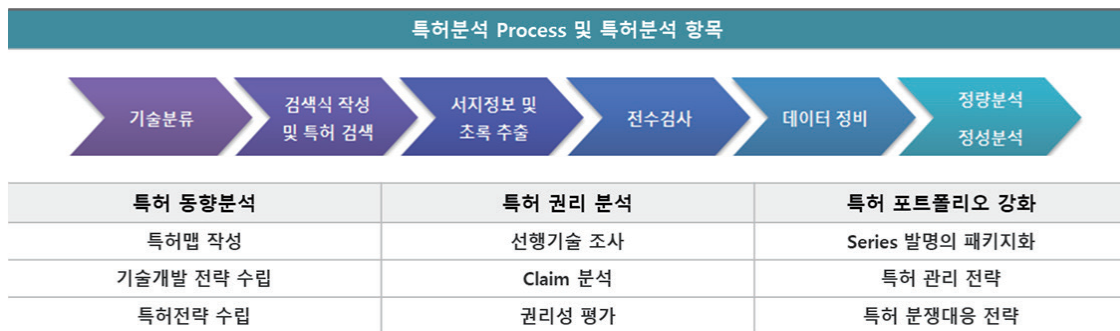 특허분석 Process 및 특허분석 항목
기술분류
검색식 작성
및 특허 검색
서지정보 및
초록 추출
전수검사
데이터 정비
정량분석
정성분석
특허 동향분석 특허 권리 분석 특허 포트폴리오 강화
특허맵 작성 선행기술 조사 Series 발명의 패키지화
기술개발 전략 수립 Claim 분석 특허 관리 전략
특허전략 수립 권리성 평가 특허 분쟁대응 전략